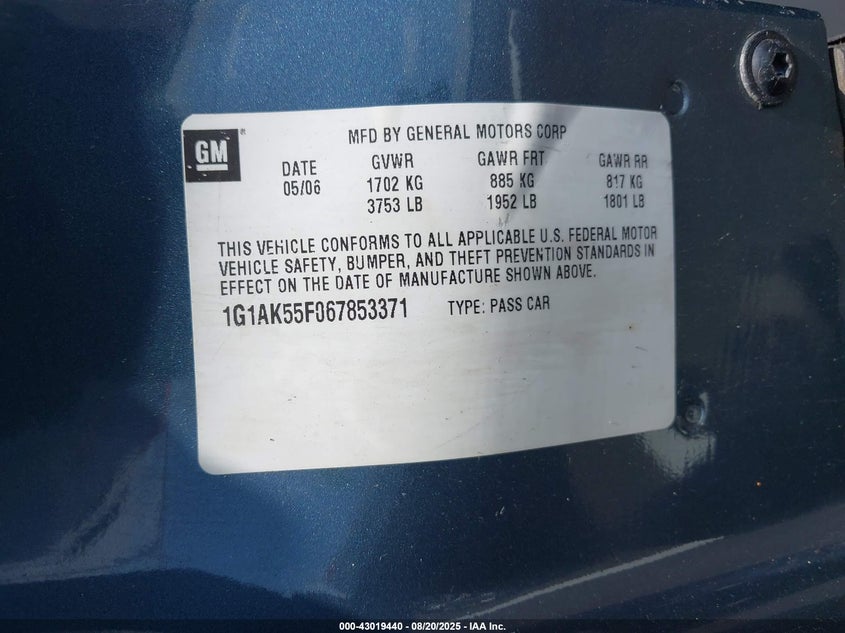 GM
MFD BY GENERAL MOTORS CORP
DATE GVWR GAWR FRT GAWR RR
05/06 1702 KG 885 KG 817 KG
3753 LB 1952 LB 1801 LB
THIS VEHICLE CONFORMS TO ALL APPLICABLE U.S. FEDERAL MOTOR
VEHICLE SAFETY, BUMPER, AND THEFT PREVENTION STANDARDS IN
EFFECT ON THE DATE OF MANUFACTURE SHOWN ABOVE.
1G1AK55F067853371 TYPE: PASS CAR
000-43019440 - 08/20/2025 - IAA Inc.